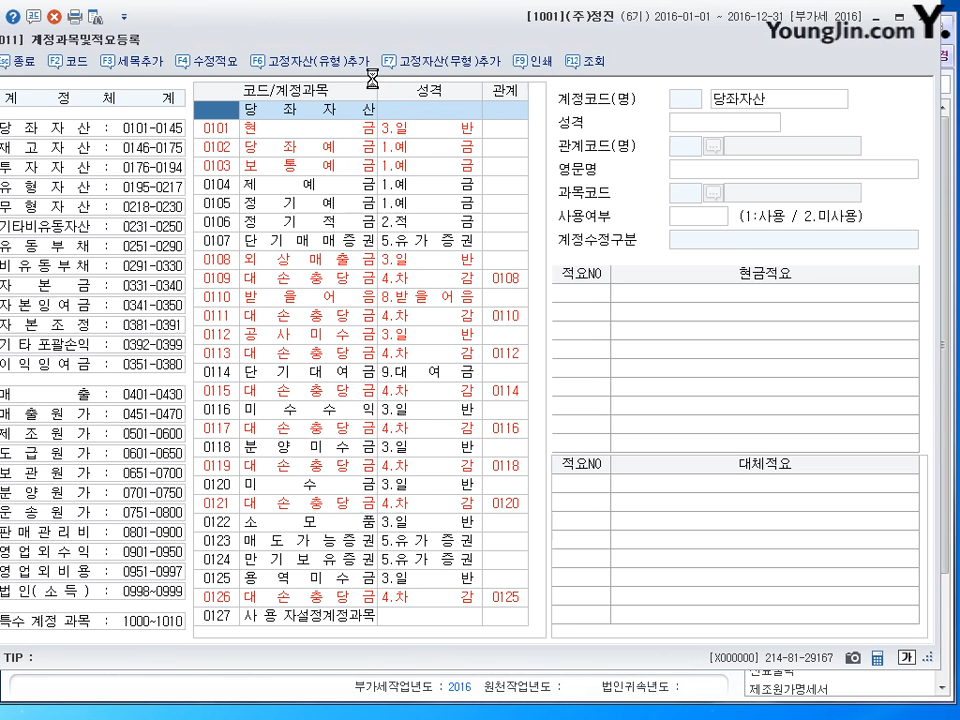 [1001](주)정진 (6기) 2016-01-01 ~ 2016-12-31 [부가세 2016]
YoungJin.com Y.
011] 계정과목및적요등록
Esc종료 F2코드 F3세목추가 F4수정적요 F6고정자산(유형)추가 F7고정자산(무형)추가 F9인쇄 F12조회
계 정 체 계
당 좌 자 산 : 0101-0145
재 고 자 산 : 0146-0175
투 자 자 산 : 0176-0194
유 형 자 산 : 0195-0217
무 형 자 산 : 0218-0230
기타비유동자산 : 0231-0250
유 동 부 채 : 0251-0290
비 유 동 부 채 : 0291-0330
자 본 금 : 0331-0340
자 본 잉 여 금 : 0341-0350
자 본 조 정 : 0381-0391
기 타 포괄손익 : 0392-0399
이 익 잉 여 금 : 0351-0380
매 출 : 0401-0430
매 출 원 가 : 0451-0470
제 조 원 가 : 0501-0600
도 급 원 가 : 0601-0650
보 관 원 가 : 0651-0700
분 양 원 가 : 0701-0750
운 송 원 가 : 0751-0800
판 매 관 리 비 : 0801-0900
영 업 외 수 익 : 0901-0950
영 업 외 비 용 : 0951-0997
법 인 ( 소 득 ) : 0998-0999
특수 계정 과목 : 1000~1010
코드/계정과목 성격 관계
당 좌 자 산
0101 현 금 3.일 반
0102 당 좌 예 금 1.예 금
0103 보 통 예 금 1.예 금
0104 제 예 금 1.예 금
0105 정 기 예 금 1.예 금
0106 정 기 적 금 2.적 금
0107 단 기 매 매 증 권 5.유 가 증 권
0108 외 상 매 출 금 3.일 반
0109 대 손 충 당 금 4.차 감 0108
0110 받 을 어 음 8.받 을 어 음
0111 대 손 충 당 금 4.차 감 0110
0112 공 사 미 수 금 3.일 반
0113 대 손 충 당 금 4.차 감 0112
0114 단 기 대 여 금 9.대 여 금
0115 대 손 충 당 금 4.차 감 0114
0116 미 수 수 익 3.일 반
0117 대 손 충 당 금 4.차 감 0116
0118 분 양 미 수 금 3.일 반
0119 대 손 충 당 금 4.차 감 0118
0120 미 수 금 3.일 반
0121 대 손 충 당 금 4.차 감 0120
0122 소 모 품 3.일 반
0123 매 도 가 능 증 권 5.유 가 증 권
0124 만 기 보 유 증 권 5.유 가 증 권
0125 용 역 미 수 금 3.일 반
0126 대 손 충 당 금 4.차 감 0125
0127 사 용 자설정계정과목
계정코드(명) 당좌자산
성격
관계코드(명)
영문명
과목코드
사용여부 (1:사용 / 2.미사용)
계정수정구분
적요NO 현금적요
적요NO 대체적요
TIP :
[X000000] 214-81-29167 가
부가세작업년도 : 2016 원천작업년도 : 법인귀속년도 :
제조원가명세서